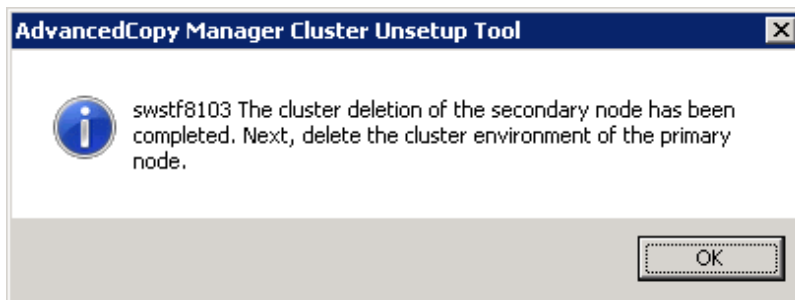 AdvancedCopy Manager Cluster Unsetup Tool
swstf8103 The cluster deletion of the secondary node has been
completed. Next, delete the cluster environment of the primary
node.
OK